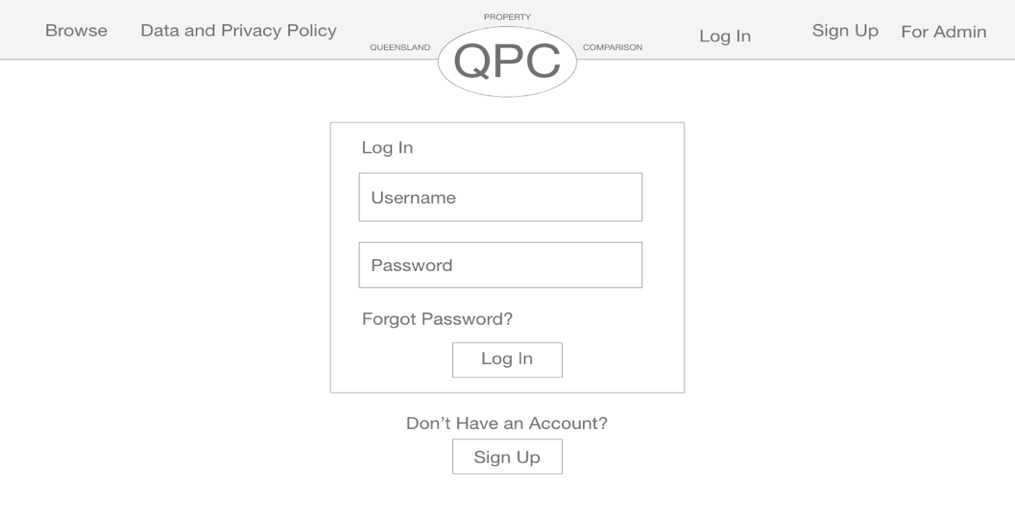 Browse
Data and Privacy Policy
PROPERTY
QUEENSLAND
QPC
COMPARISON
Log In
Sign Up
For Admin
Log In
Username
Password
Forgot Password?
Log In
Don't Have an Account?
Sign Up